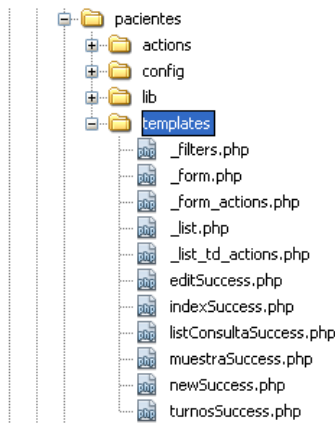 pacientes
actions
config
lib
templates
_filters.php
_form.php
_form_actions.php
_list.php
_list_td_actions.php
editSuccess.php
indexSuccess.php
listConsultaSuccess.php
muestraSuccess.php
newSuccess.php
turnosSuccess.php